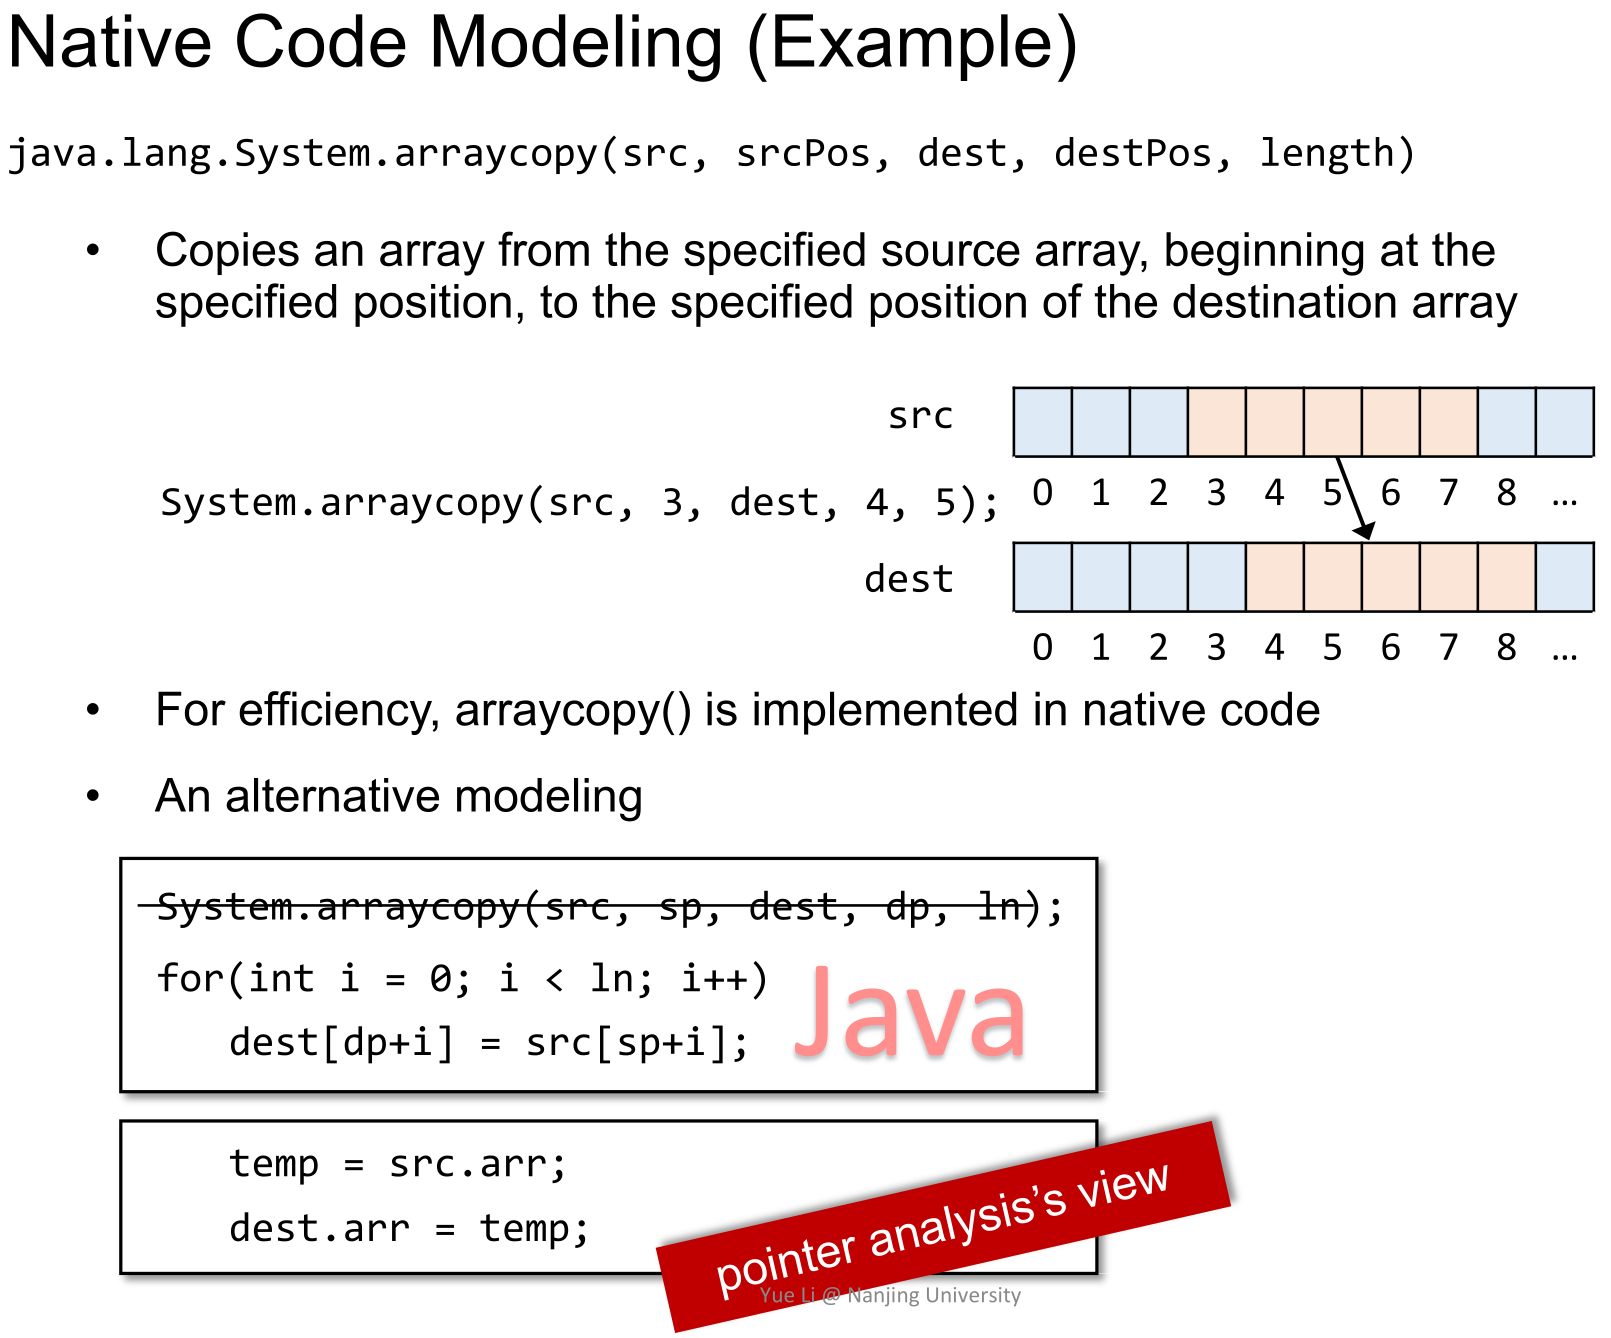 Native Code Modeling (Example)
java.lang.System.arraycopy(src, srcPos, dest, destPos, length)
• Copies an array from the specified source array, beginning at the
specified position, to the specified position of the destination array
src
0 1 2 3 4 5 6 7 8 …
System.arraycopy(src, 3, dest, 4, 5);
dest
0 1 2 3 4 5 6 7 8 …
• For efficiency, arraycopy() is implemented in native code
• An alternative modeling
System.arraycopy(src, sp, dest, dp, ln);
for(int i = 0; i < ln; i++)
dest[dp+i] = src[sp+i];
Java
temp = src.arr;
dest.arr = temp;
pointer analysis’s view
Yue Li @ Nanjing University